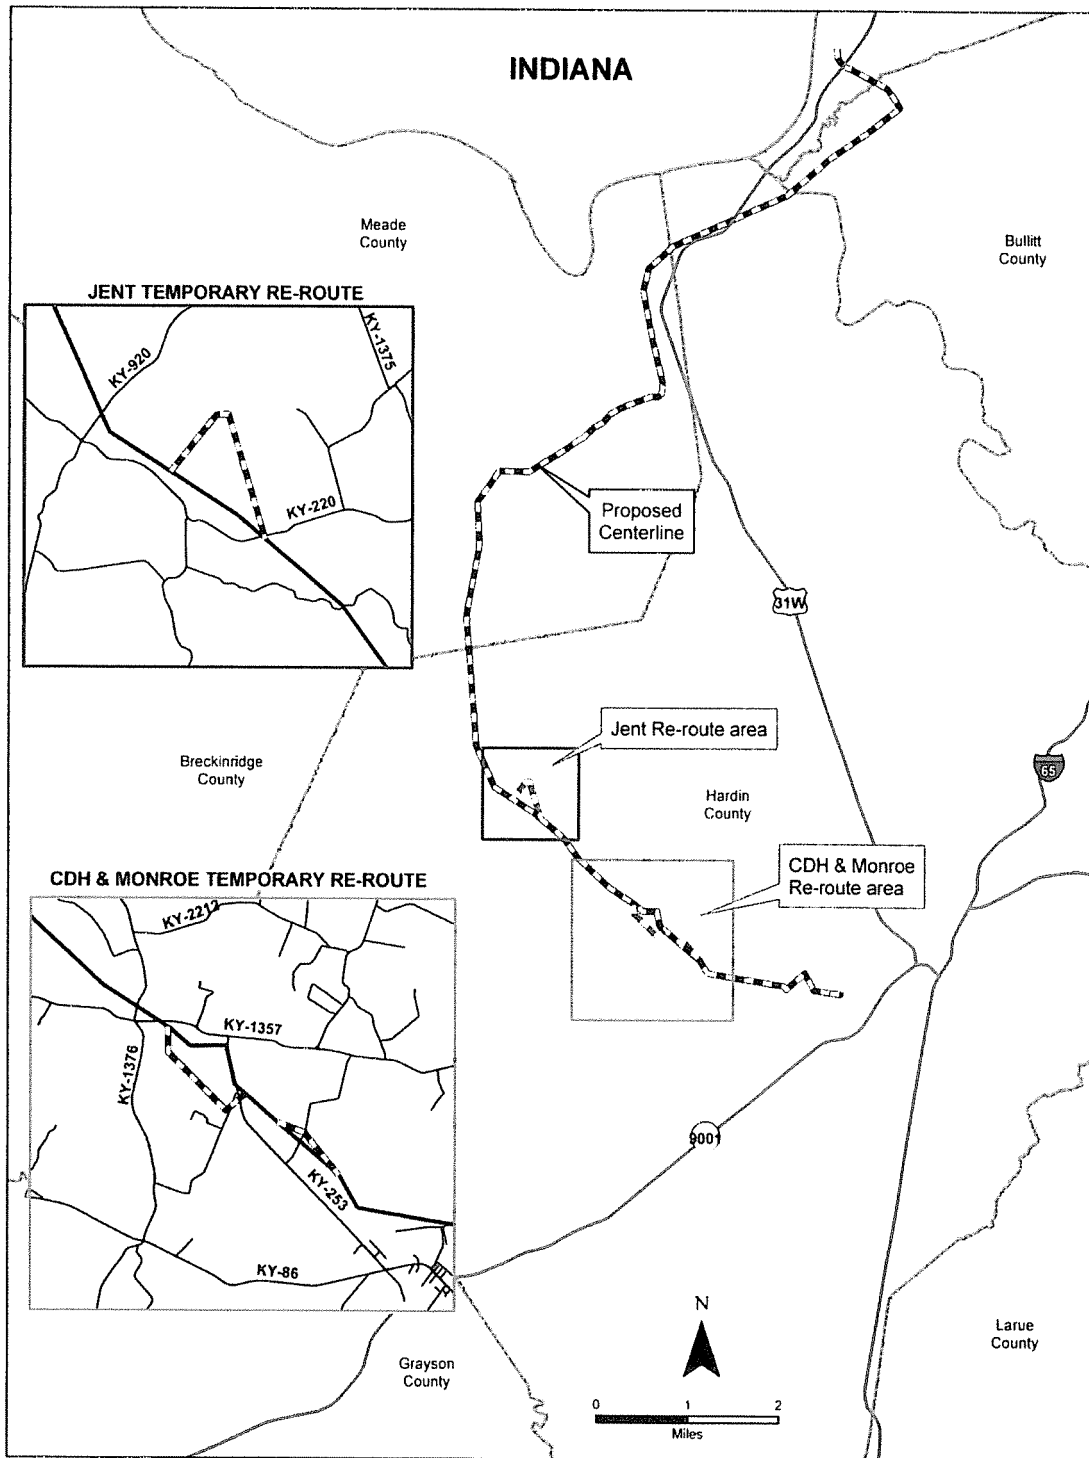 INDIANA
Meade
County
Bullitt
County
JENT TEMPORARY RE-ROUTE
KY-920
KY-1375
KY-220
Proposed
Centerline
31W
Jent Re-route area
Breckinridge
County
65
Hardin
County
CDH & Monroe
Re-route area
CDH & MONROE TEMPORARY RE-ROUTE
KY-2212
KY-1357
KY-1376
KY-253
KY-86
9001
N
Larue
County
Grayson
County
0 1 2
Miles